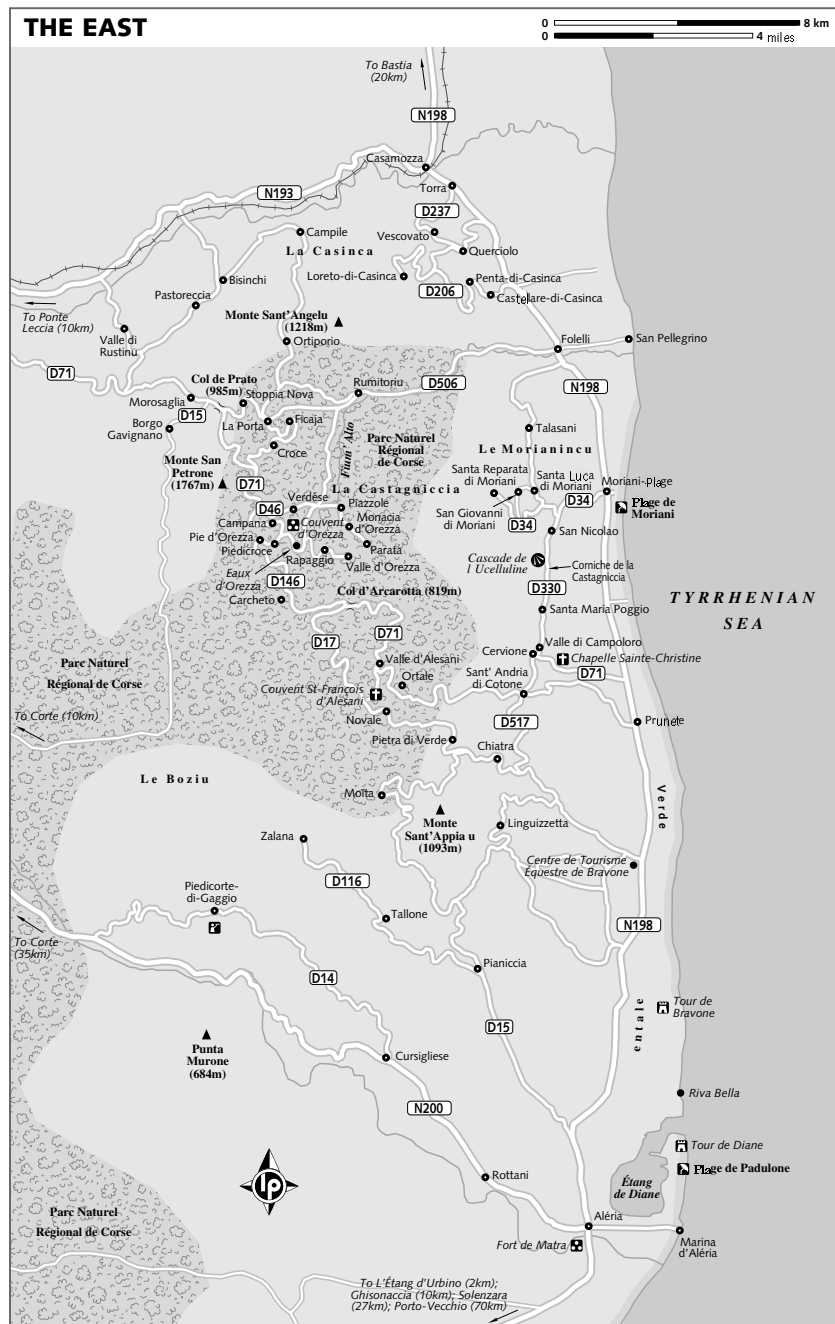 THE EAST
0 8 km
0 4 miles
To Bastia
(20km)
N198
Casamozza
Torra
N193
D237
Campile
Vescovato
La Casinca
Querciolo
Bisinchi
Loreto-di-Casinca
Penta-di-Casinca
D206
Castellare-di-Casinca
Pastoreccia
To Ponte
Leccia (10km)
Monte Sant'Angelu
(1218m)
Valle di
Rustinu
Ortiporio
Folelli
San Pellegrino
D71
Col de Prato
(985m)
Rumitoriu
D506
N198
Morosaglia
Stoppia Nova
D15
Borgo
Gavignano
La Porta
Ficaja
Talasani
Croce
Fium' Alto
Parc Naturel
Régional
de Corse
Le Morianincu
Monte San
Petrone
(1767m)
D71
La Castagniccia
Santa Reparata
di Moriani
Santa Luca
di Moriani
Moriani-Plage
D34
Plage de
Moriani
San Giovanni
di Moriani
D34
Verdèse
Piazzole
D46
Campana
Couvent
d'Orezza
Monacia
d'Orezza
San Nicolao
Pie d'Orezza
Piedicroce
Parata
Rapaggio
Valle d'Orezza
Eaux
d'Orezza
Cascade de
l Ucelluline
Corniche de la
Castagniccia
D146
D330
Carcheto
Col d'Arcarotta (819m)
Santa Maria Poggio
TYRRHENIAN
SEA
D17
D71
Valle di Campoloro
Cervione
Chapelle Sainte-Christine
Parc Naturel
Régional de Corse
Valle d'Alesani
Ortale
D71
Couvent St-François
d'Alesani
Sant' Andria
di Cotone
To Corte (10km)
Novale
D517
Prunete
Pietra di Verde
Chiatra
Le Boziu
Moïta
Verde
Monte
Sant'Appia u
(1093m)
Linguizzetta
Zalana
Centre de Tourisme
Équestre de Bravone
D116
Piedicorte-
di-Gaggio
Tallone
N198
To Corte
(35km)
D14
Pianiccia
Tour de
Bravone
D15
entale
Punta
Murone
(684m)
Cursigliese
Riva Bella
N200
Tour de Diane
Plage de Padulone
lp
Rottani
Étang
de Diane
Parc Naturel
Régional de Corse
Aléria
Fort de Matra
Marina
d'Aléria
To L'Étang d'Urbino (2km);
Ghisonaccia (10km); Solenzara
(27km); Porto-Vecchio (70km)